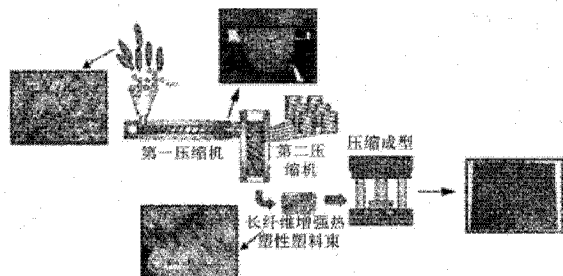 第一压缩机
第二压
缩机
压缩成型
长纤维增强热
塑性塑料束